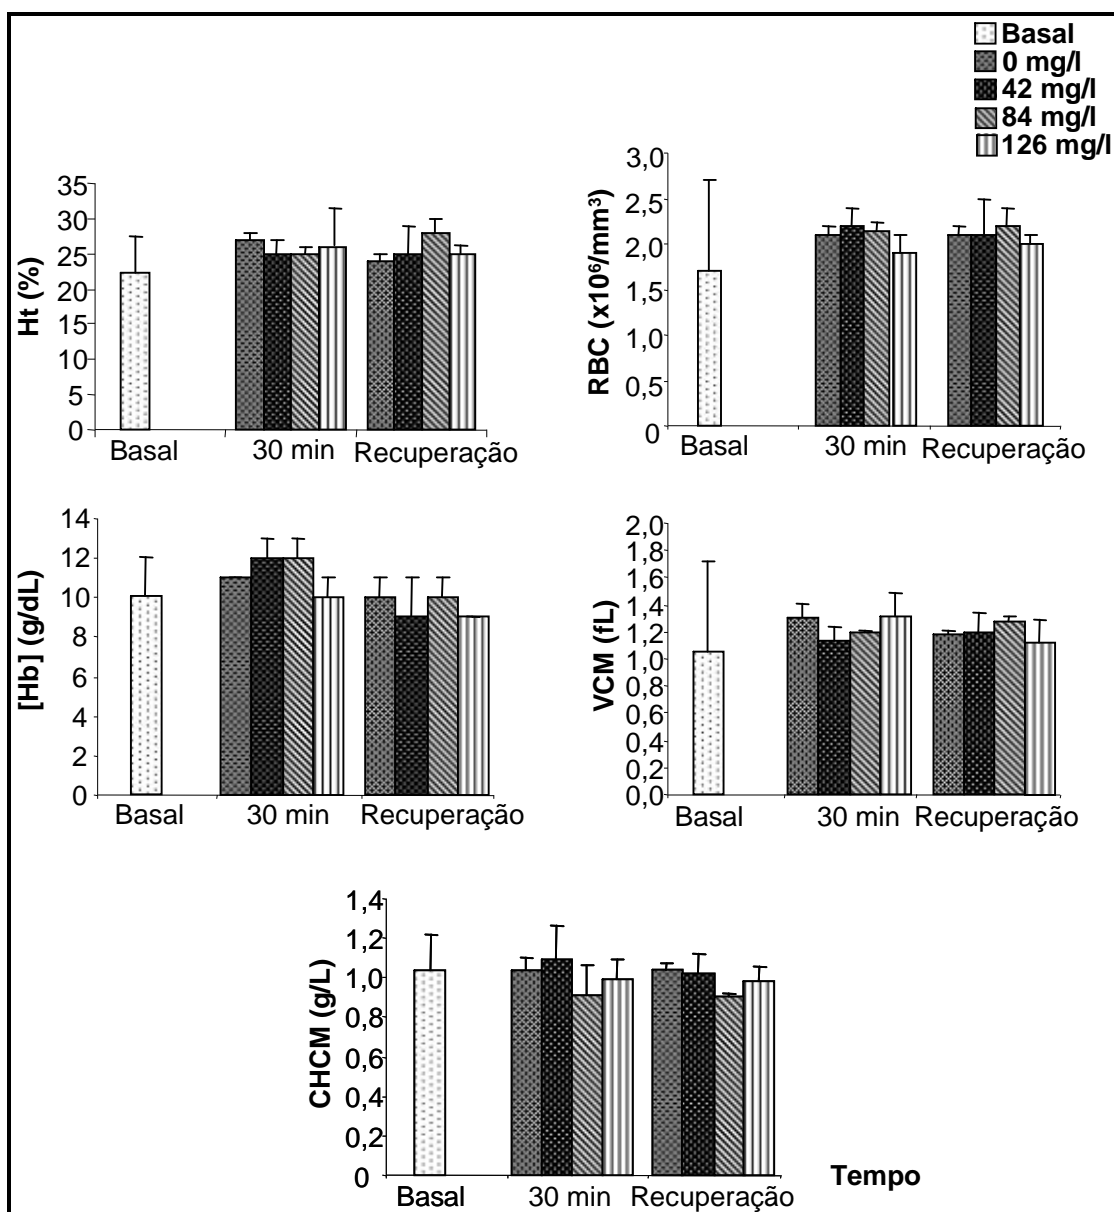 Basal
0 mg/l
42 mg/l
84 mg/l
126 mg/l
Ht (%)
35
30
25
20
15
10
5
0
Basal
30 min
Recuperação
RBC (x10⁶/mm³)
3,0
2,5
2,0
1,5
1,0
0,5
0
Basal
30 min
Recuperação
[Hb] (g/dL)
14
12
10
8
6
4
2
0
Basal
30 min
Recuperação
VCM (fL)
2,0
1,8
1,6
1,4
1,2
1,0
0,8
0,6
0,4
0,2
0,0
Basal
30 min
Recuperação
CHCM (g/L)
1,4
1,2
1,0
0,8
0,6
0,4
0,2
0
Basal
30 min
Recuperação
Tempo